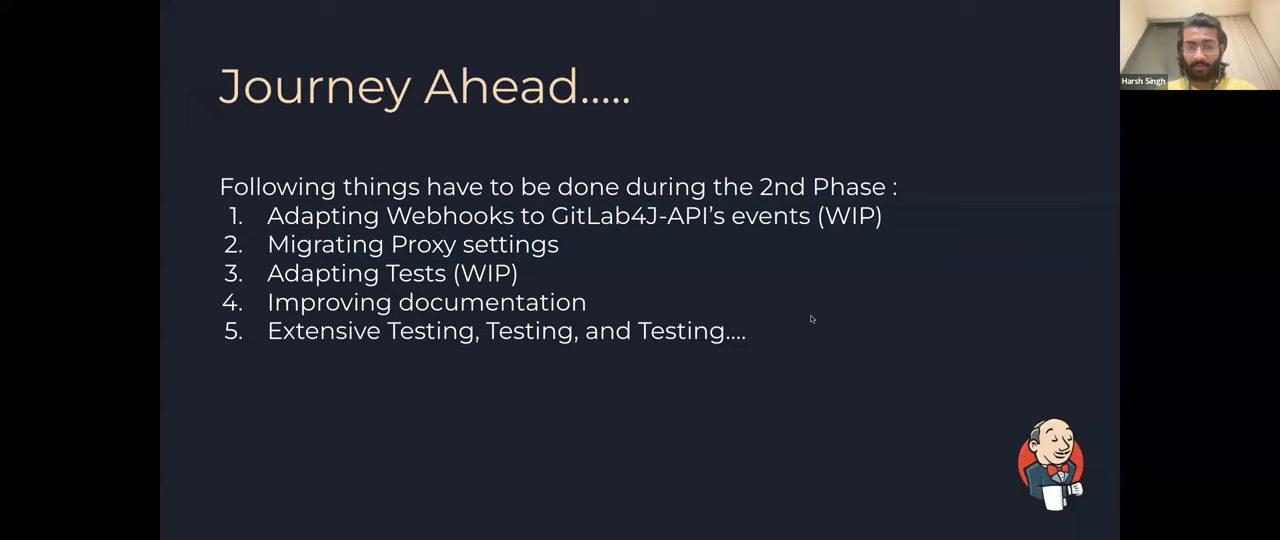 Journey Ahead.....
Harsh Singh
Following things have to be done during the 2nd Phase :
1. Adapting Webhooks to GitLab4J-API’s events (WIP)
2. Migrating Proxy settings
3. Adapting Tests (WIP)
4. Improving documentation
5. Extensive Testing, Testing, and Testing....